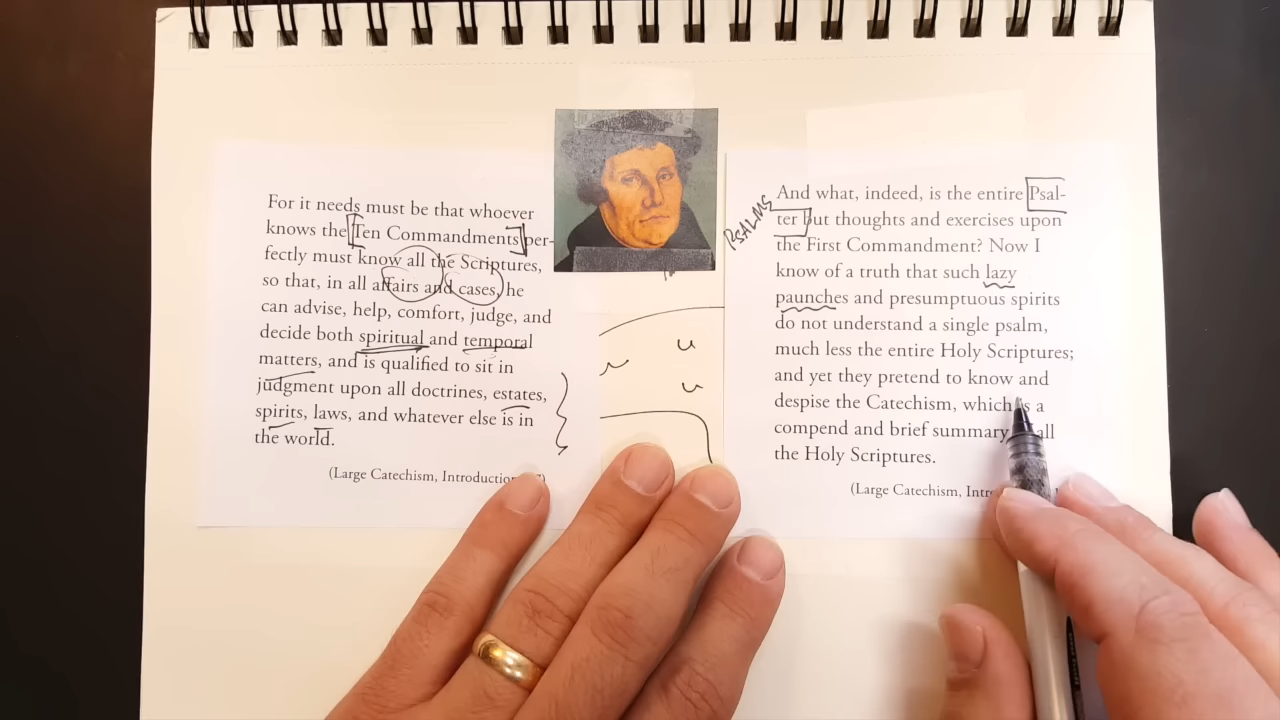 For it needs must be that whoever
knows the Ten Commandments per-
fectly must know all the Scriptures,
so that, in all affairs and cases, he
can advise, help, comfort, judge, and
decide both spiritual and temporal
matters, and is qualified to sit in
judgment upon all doctrines, estates,
spirits, laws, and whatever else is in
the world.
(Large Catechism, Introduction
PSALMS
And what, indeed, is the entire Psal-
ter but thoughts and exercises upon
the First Commandment? Now I
know of a truth that such lazy
paunches and presumptuous spirits
do not understand a single psalm,
much less the entire Holy Scriptures;
and yet they pretend to know and
despise the Catechism, which is a
compend and brief summary all
the Holy Scriptures.
(Large Catechism,